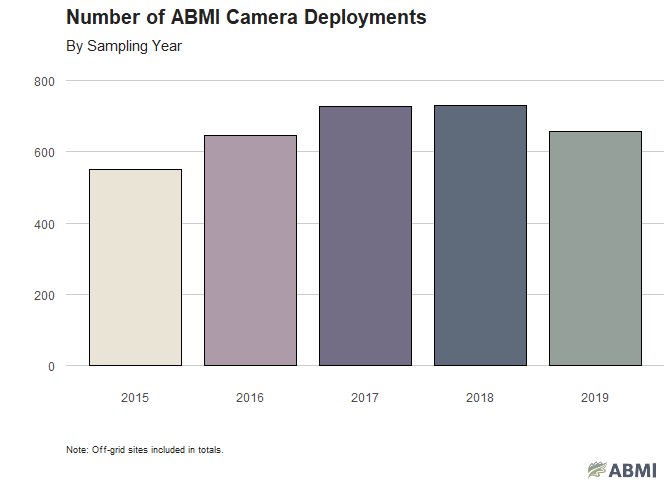 Number of ABMI Camera Deployments
By Sampling Year
800
600
400
200
0
2015 2016 2017 2018 2019
Note: Off-grid sites included in totals.
ABMI